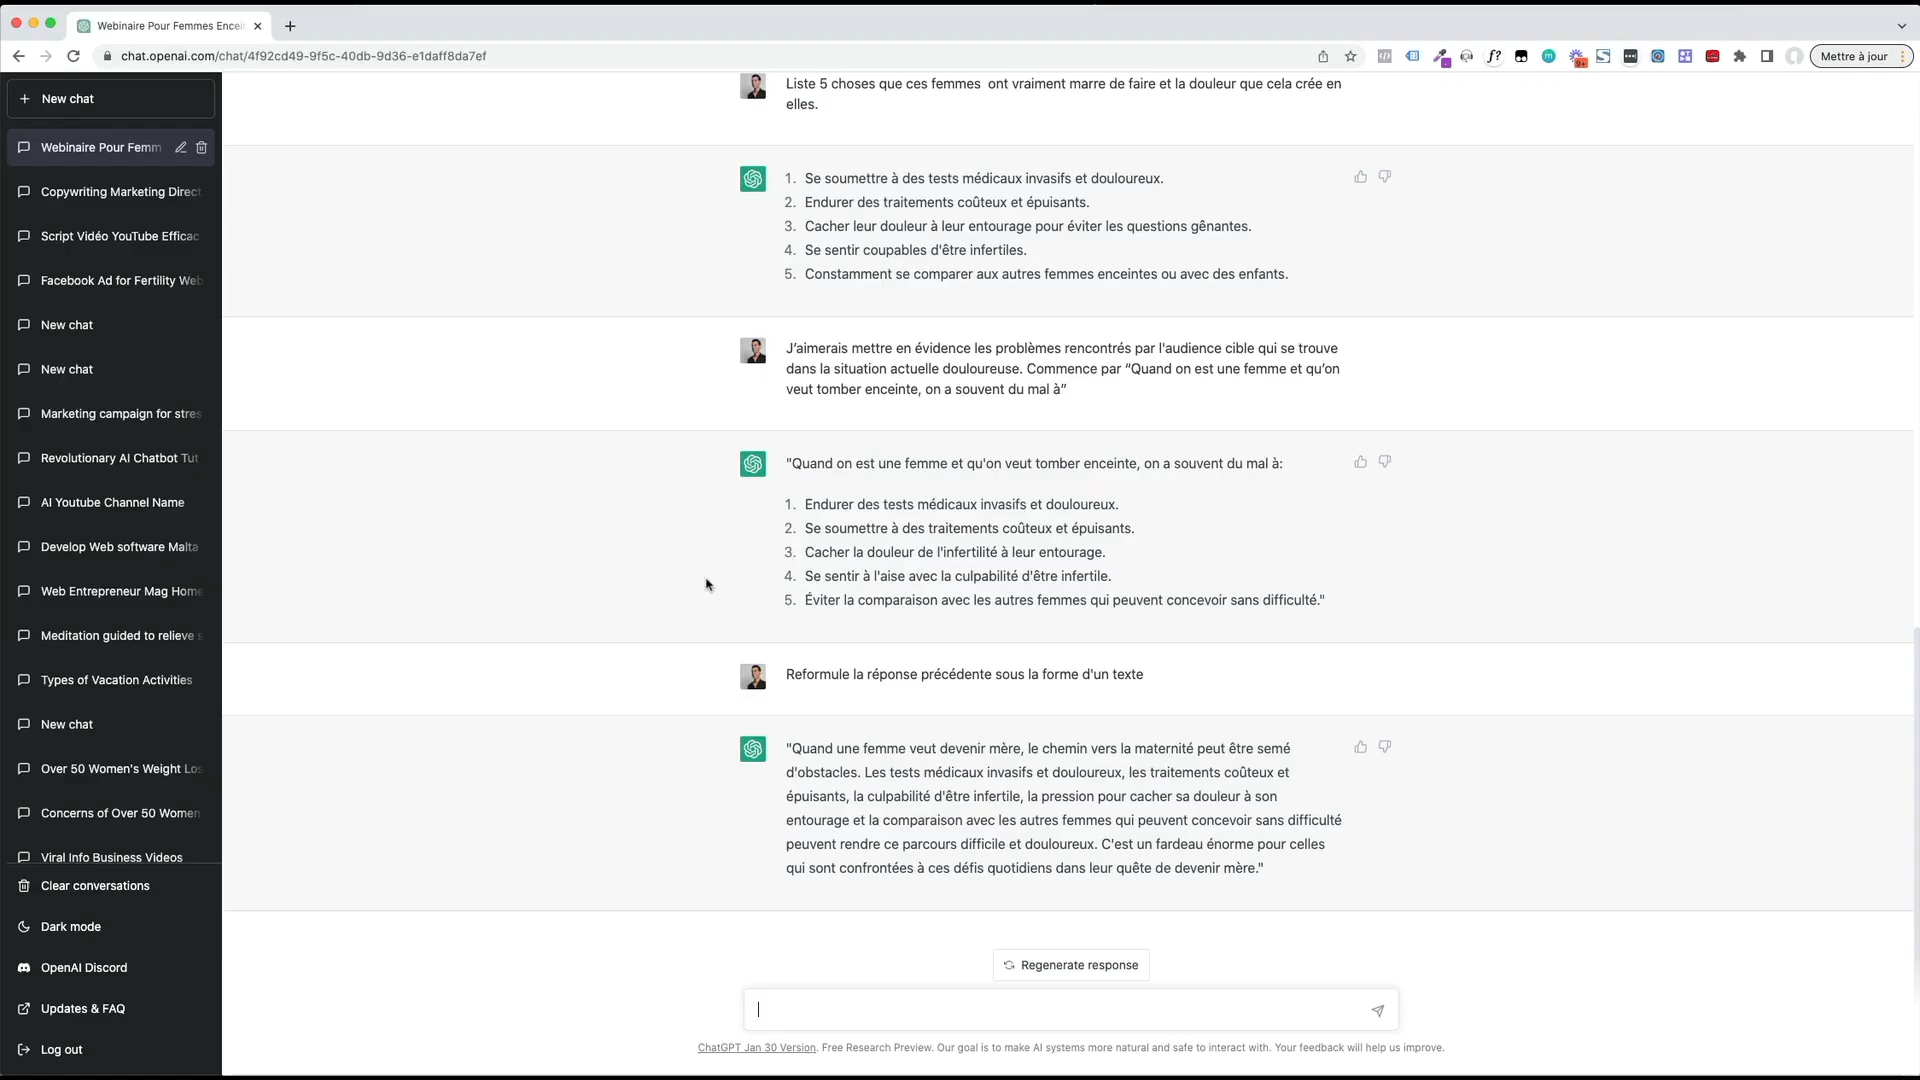 Webinaire Pour Femmes Encei
chat.openai.com/chat/4f92cd49-9f5c-40db-9d36-e1daff8da7ef
Mettre à jour
New chat
Webinaire Pour Femm
Copywriting Marketing Direct
Script Vidéo YouTube Efficac
Facebook Ad for Fertility Web
New chat
New chat
Marketing campaign for stres
Revolutionary AI Chatbot Tut
AI Youtube Channel Name
Develop Web software Malta
Web Entrepreneur Mag Home
Meditation guided to relieve s
Types of Vacation Activities
New chat
Over 50 Women's Weight Los
Concerns of Over 50 Women
Viral Info Business Videos
Clear conversations
Dark mode
OpenAI Discord
Updates & FAQ
Log out
Liste 5 choses que ces femmes  ont vraiment marre de faire et la douleur que cela crée en
elles.
1. Se soumettre à des tests médicaux invasifs et douloureux.
2. Endurer des traitements coûteux et épuisants.
3. Cacher leur douleur à leur entourage pour éviter les questions gênantes.
4. Se sentir coupables d'être infertiles.
5. Constamment se comparer aux autres femmes enceintes ou avec des enfants.
J’aimerais mettre en évidence les problèmes rencontrés par l'audience cible qui se trouve
dans la situation actuelle douloureuse. Commence par “Quand on est une femme et qu’on
veut tomber enceinte, on a souvent du mal à”
"Quand on est une femme et qu'on veut tomber enceinte, on a souvent du mal à:
1. Endurer des tests médicaux invasifs et douloureux.
2. Se soumettre à des traitements coûteux et épuisants.
3. Cacher la douleur de l'infertilité à leur entourage.
4. Se sentir à l'aise avec la culpabilité d'être infertile.
5. Éviter la comparaison avec les autres femmes qui peuvent concevoir sans difficulté."
Reformule la réponse précédente sous la forme d'un texte
"Quand une femme veut devenir mère, le chemin vers la maternité peut être semé
d'obstacles. Les tests médicaux invasifs et douloureux, les traitements coûteux et
épuisants, la culpabilité d'être infertile, la pression pour cacher sa douleur à son
entourage et la comparaison avec les autres femmes qui peuvent concevoir sans difficulté
peuvent rendre ce parcours difficile et douloureux. C'est un fardeau énorme pour celles
qui sont confrontées à ces défis quotidiens dans leur quête de devenir mère."
Regenerate response
ChatGPT Jan 30 Version. Free Research Preview. Our goal is to make AI systems more natural and safe to interact with. Your feedback will help us improve.